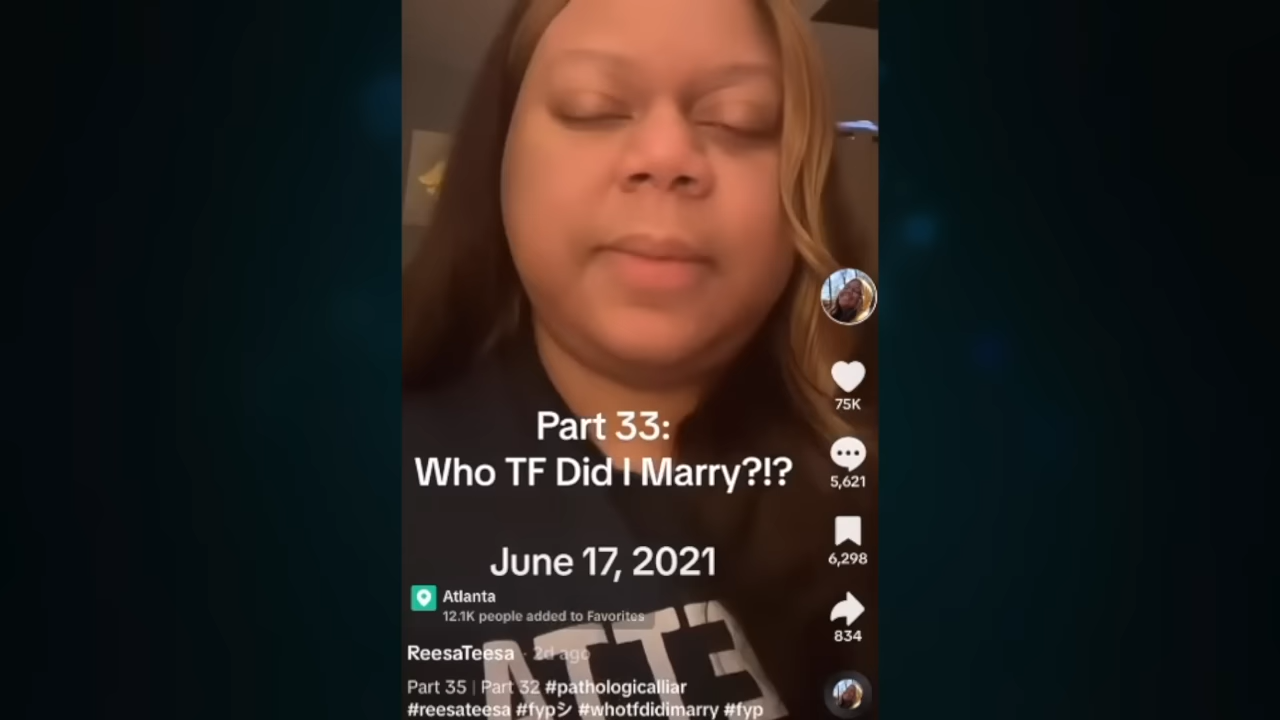 75K
Part 33:
Who TF Did I Marry?!?
5,621
June 17, 2021
6,298
Atlanta
12.1K people added to Favorites
834
ReesaTeesa · 2d ago
Part 35 | Part 32 #pathologicalliar
#reesateesa #fypシ #whotfdidimarry #fyp